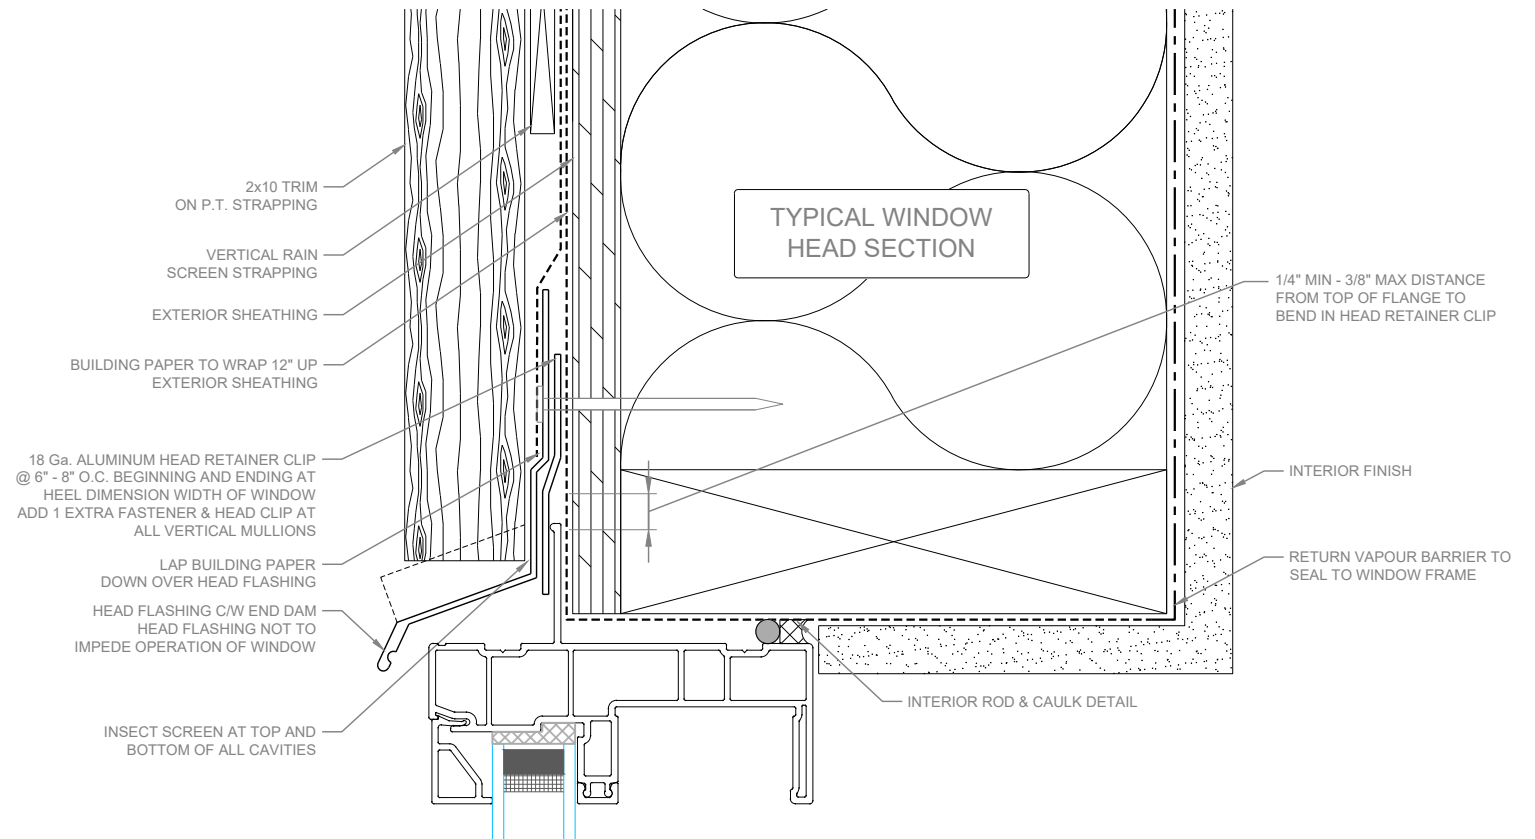 2x10 TRIM
ON P.T. STRAPPING
VERTICAL RAIN
SCREEN STRAPPING
EXTERIOR SHEATHING
BUILDING PAPER TO WRAP 12" UP
EXTERIOR SHEATHING
18 Ga. ALUMINUM HEAD RETAINER CLIP
@ 6" - 8" O.C. BEGINNING AND ENDING AT
HEEL DIMENSION WIDTH OF WINDOW
ADD 1 EXTRA FASTENER & HEAD CLIP AT
ALL VERTICAL MULLIONS
LAP BUILDING PAPER
DOWN OVER HEAD FLASHING
HEAD FLASHING C/W END DAM
HEAD FLASHING NOT TO
IMPEDE OPERATION OF WINDOW
INSECT SCREEN AT TOP AND
BOTTOM OF ALL CAVITIES
TYPICAL WINDOW
HEAD SECTION
1/4" MIN - 3/8" MAX DISTANCE
FROM TOP OF FLANGE TO
BEND IN HEAD RETAINER CLIP
INTERIOR FINISH
RETURN VAPOUR BARRIER TO
SEAL TO WINDOW FRAME
INTERIOR ROD & CAULK DETAIL